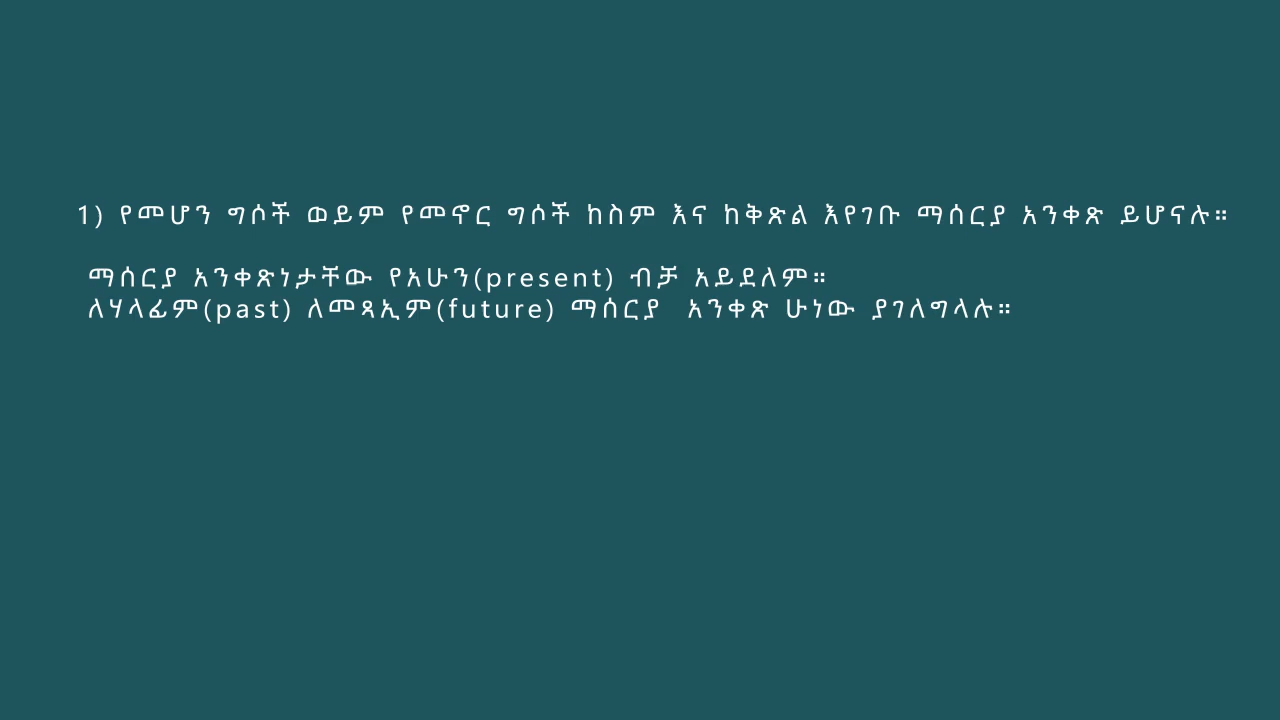 1) የመሆን ግሶች ወይም የመኖር ግሶች ከስም እና ከቅጽል እየገቡ ማሰርያ አንቀጽ ይሆናሉ።
ማሰርያ አንቀጽነታቸው የአሁን(present) ብቻ አይደለም።
ለሃላፊም(past) ለመጻኢም(future) ማሰርያ አንቀጽ ሁነው ያገለግላሉ።